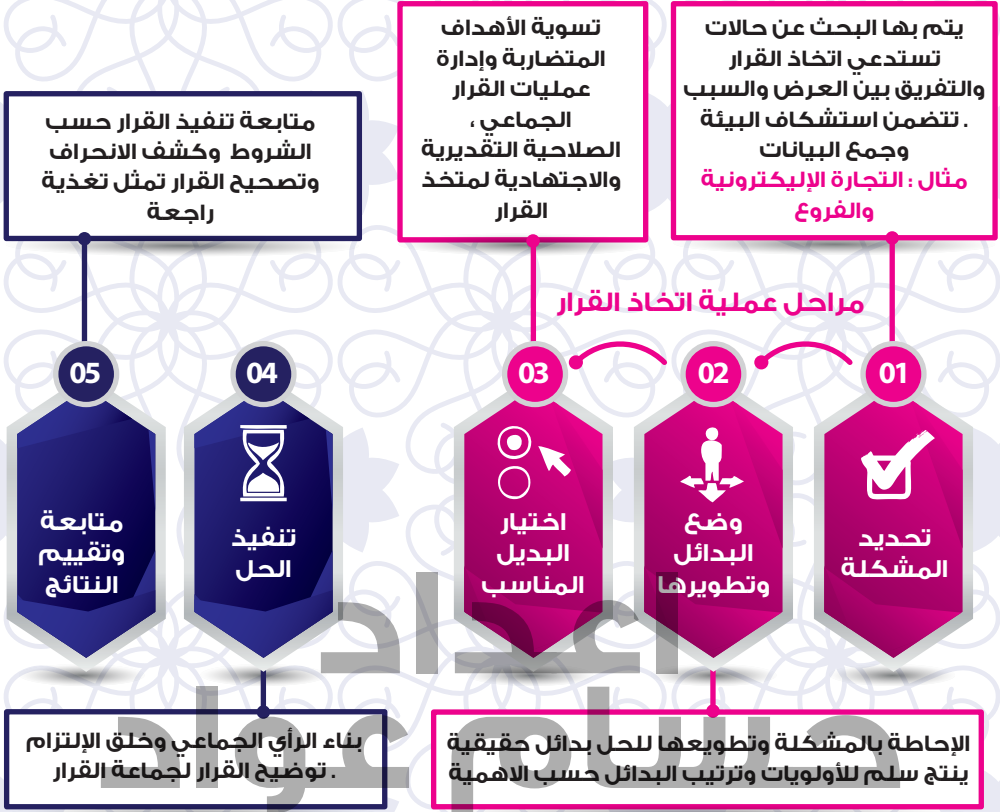 يتم بها البحث عن حالات
تستدعي اتخاذ القرار
والتفريق بين العرض والسبب
. تتضمن استشكاف البيئة
وجمع البيانات
مثال : التجارة الإليكترونية
والفروع
تسوية الأهداف
المتضاربة وإدارة
عمليات القرار
الجماعي ،
الصلاحية التقديرية
والاجتهادية لمتخذ
القرار
متابعة تنفيذ القرار حسب
الشروط وكشف الانحراف
وتصحيح القرار تمثل تغذية
راجعة
مراحل عملية اتخاذ القرار
01
تحديد
المشكلة
02
وضع
البدائل
وتطويرها
03
اختيار
البديل
المناسب
04
تنفيذ
الحل
05
متابعة
وتقييم
النتائج
الإحاطة بالمشكلة وتطويعها للحل بدائل حقيقية
ينتج سلم للأولويات وترتيب البدائل حسب الاهمية
بناء الرأي الجماعي وخلق الإلتزام
. توضيح القرار لجماعة القرار
اعداد
حسام عواد